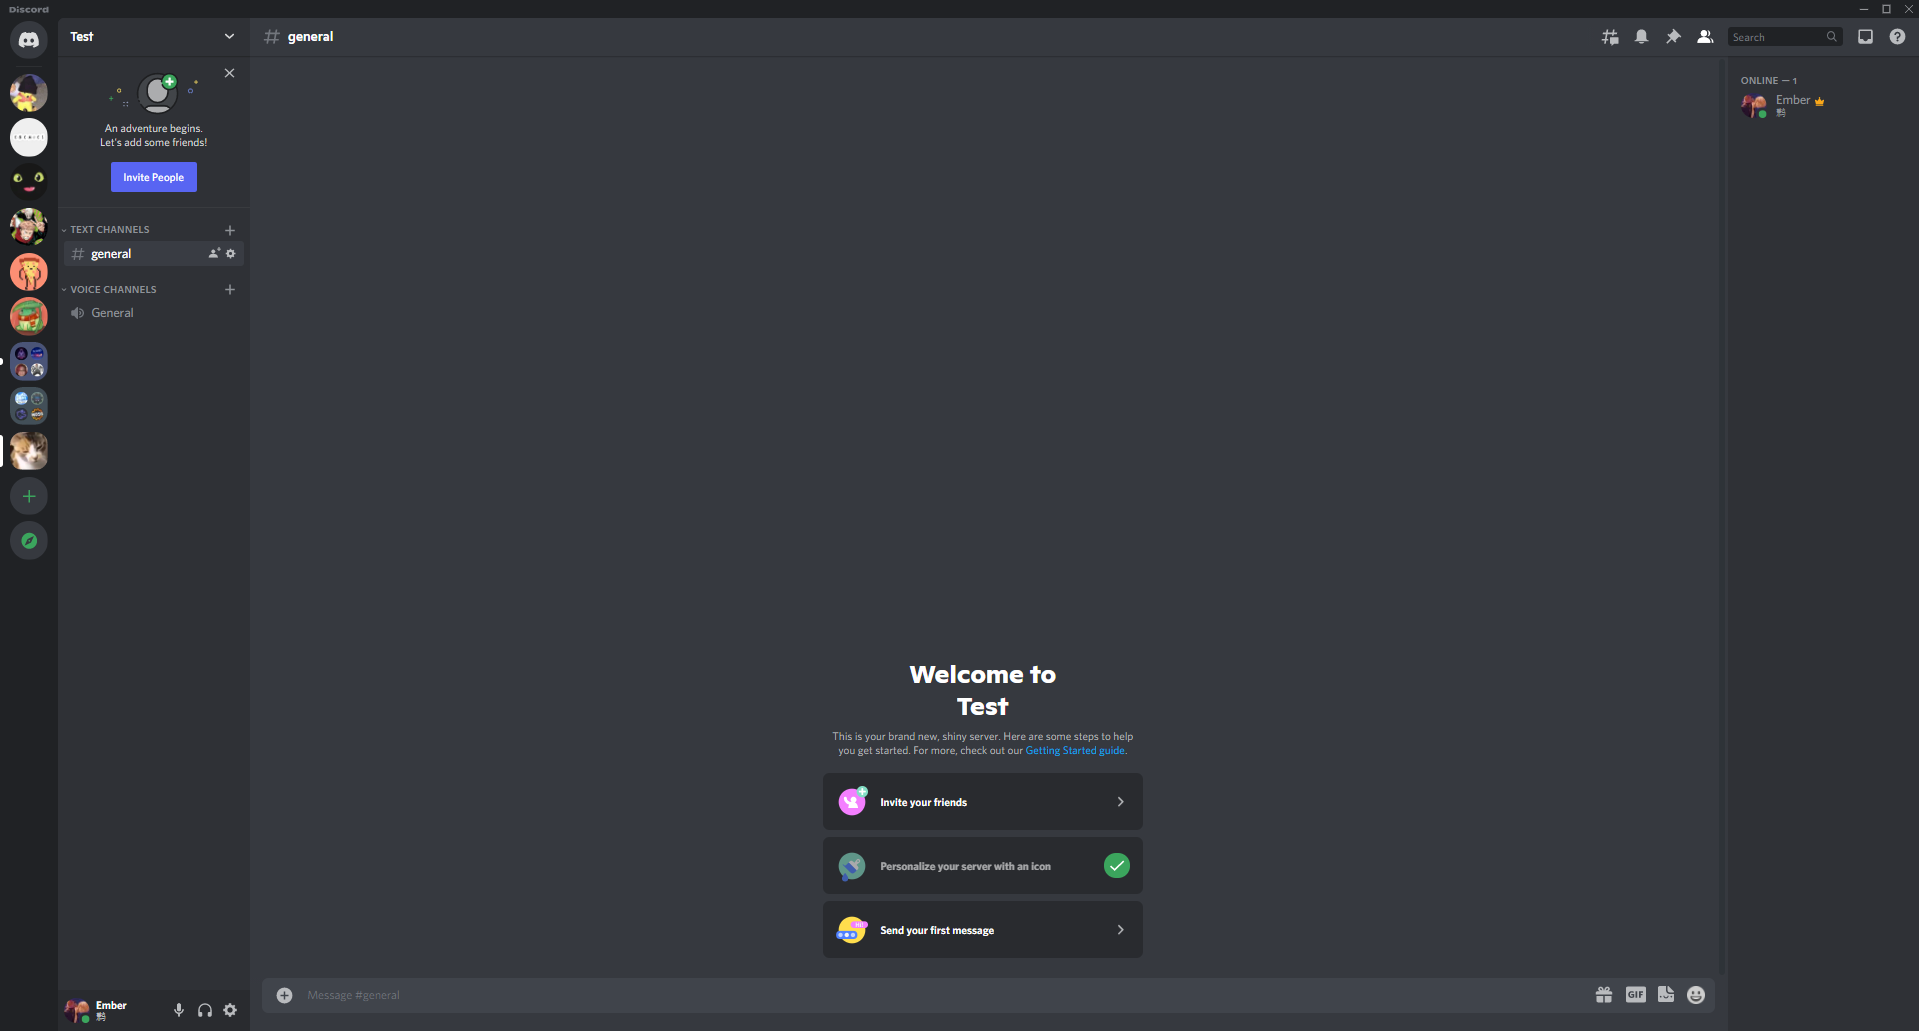 Discord
Test
general
Search
An adventure begins.
Let's add some friends!
Invite People
TEXT CHANNELS
general
VOICE CHANNELS
General
ONLINE — 1
Ember
Welcome to
Test
This is your brand new, shiny server. Here are some steps to help
you get started. For more, check out our Getting Started guide.
Invite your friends
Personalize your server with an icon
Send your first message
Message #general
GIF
Ember